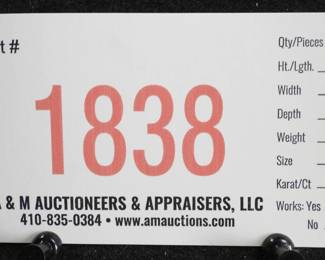 t #
1838
& M AUCTIONEERS & APPRAISERS, LLC
410-835-0384 • www.amauctions.com
Qty/Pieces
Ht./Lgth.
Width
Depth
Weight
Size
Karat/Ct
Works: Yes
No